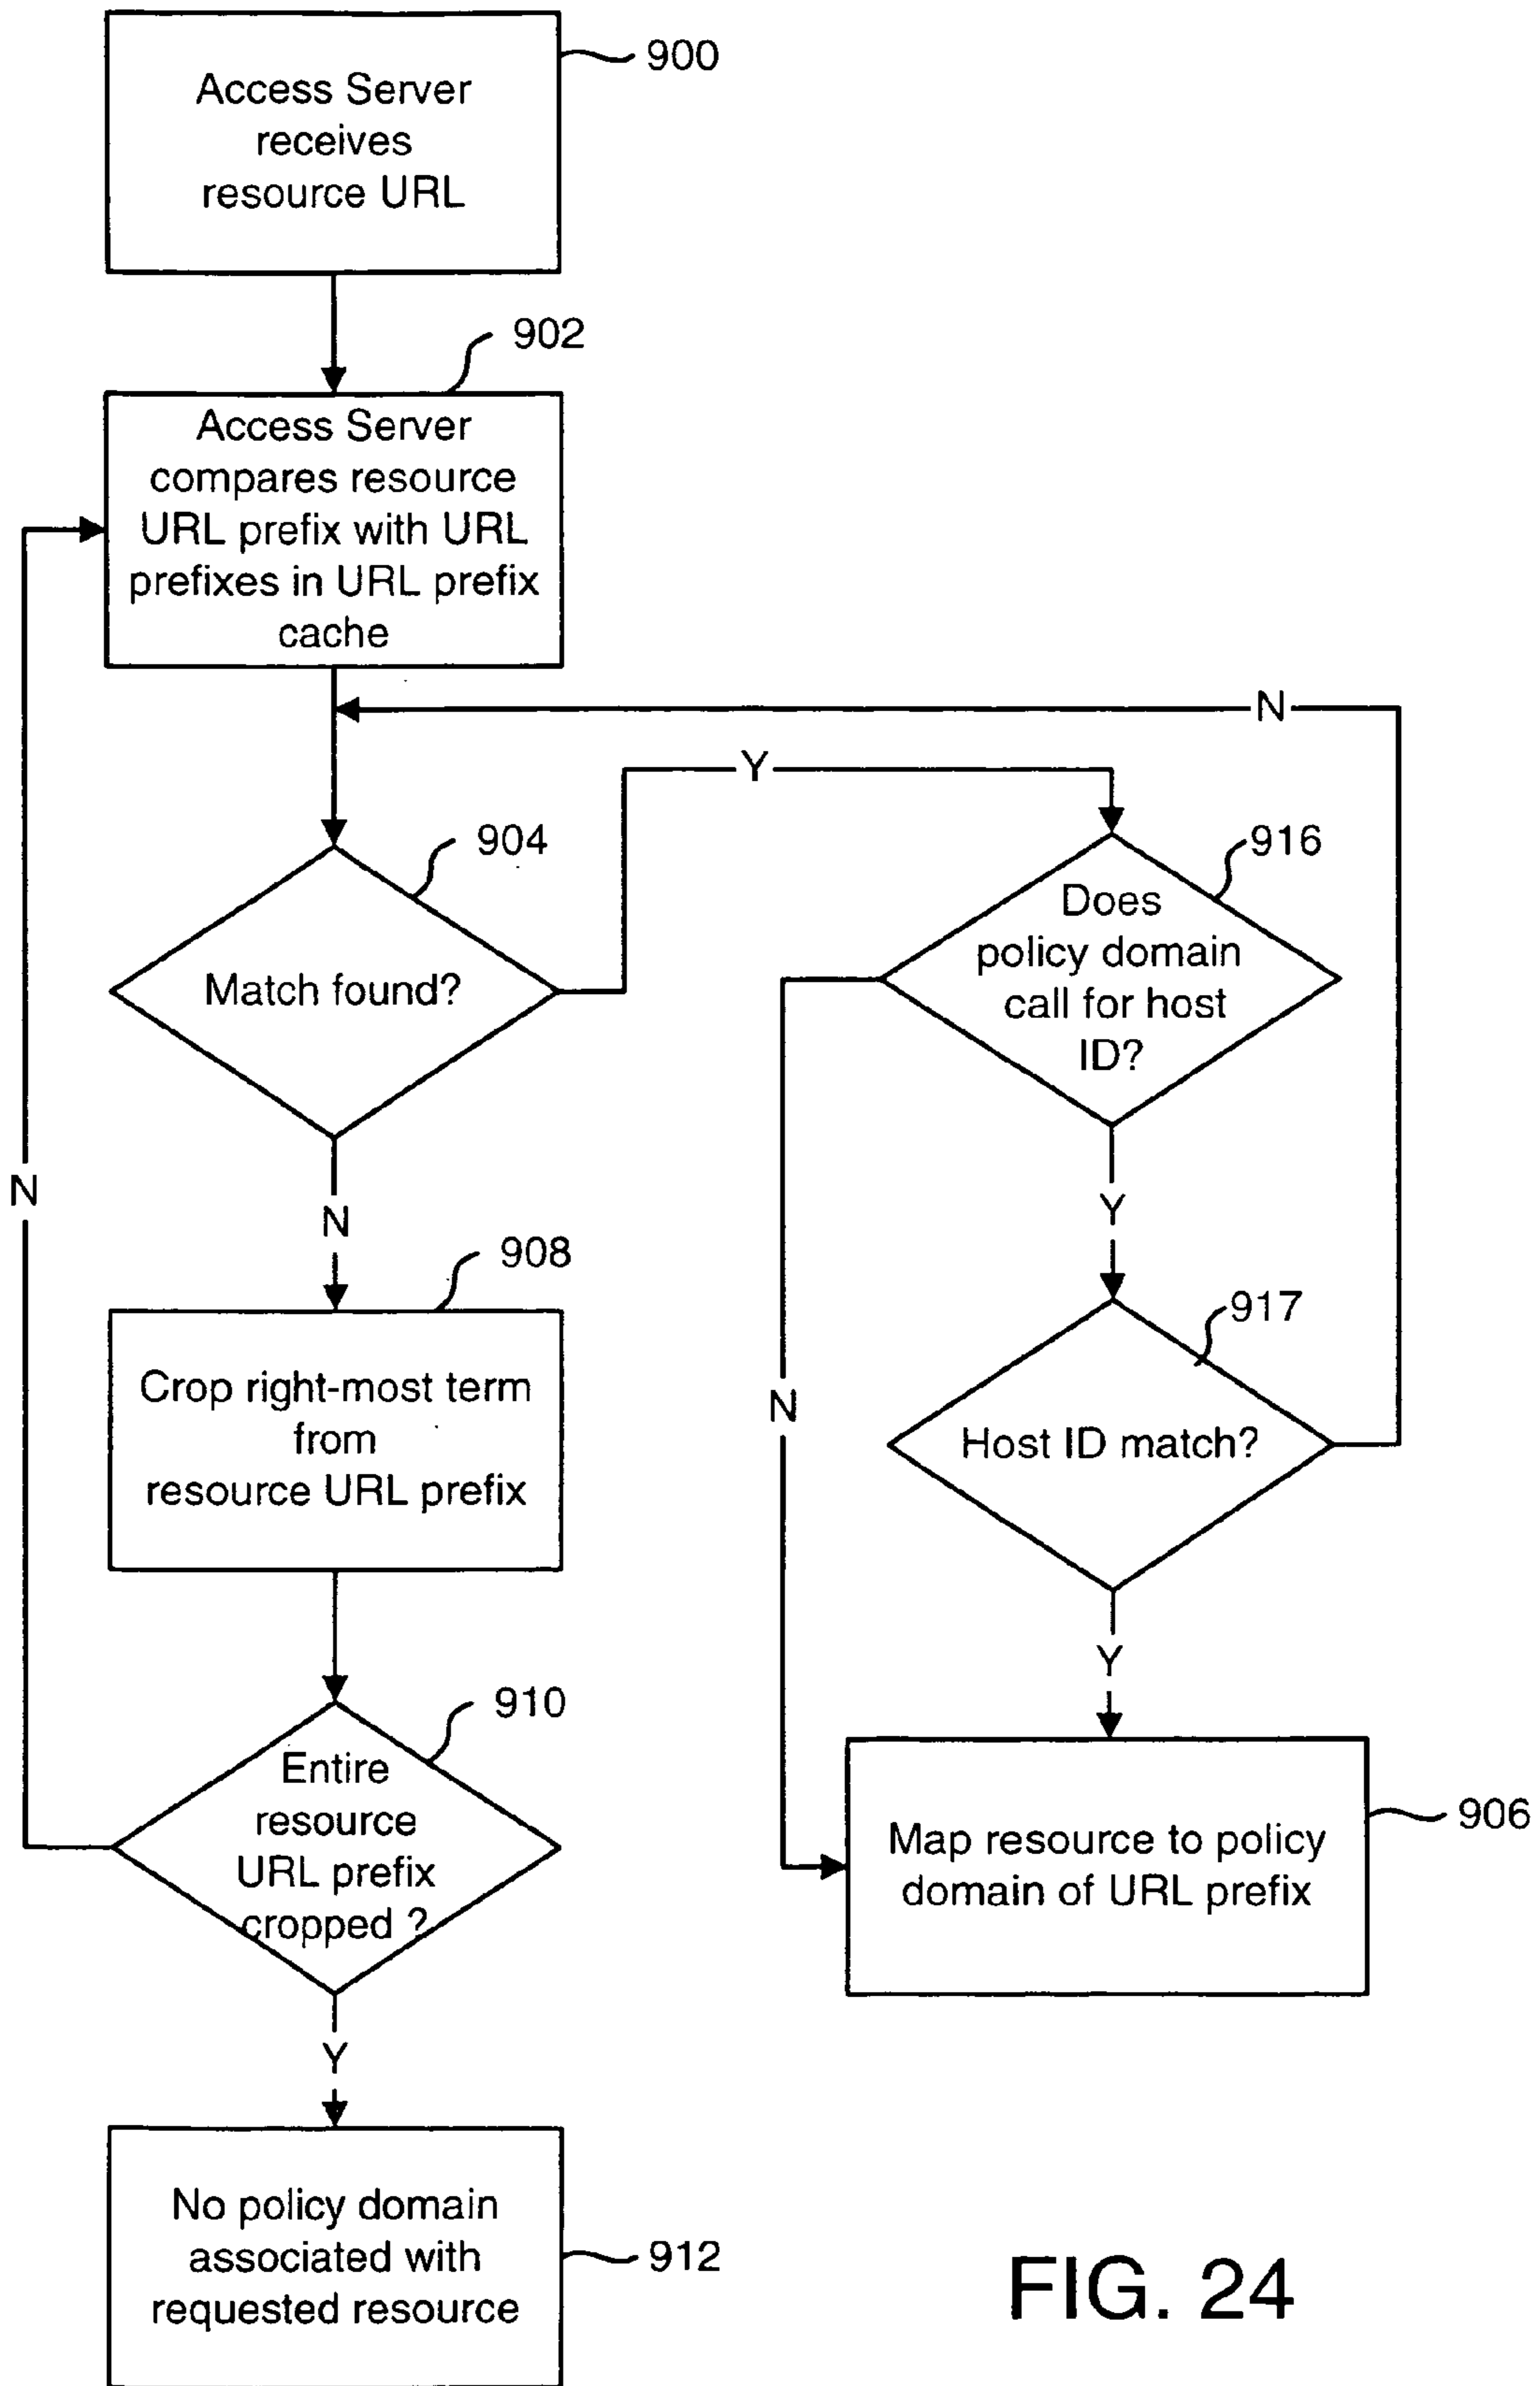 Access Server
receives
resource URL
900
902
Access Server
compares resource
URL prefix with URL
prefixes in URL prefix
cache
N
Y
904
Match found?
916
Does
policy domain
call for host
ID?
N
N
Y
908
Crop right-most term
from
resource URL prefix
917
Host ID match?
N
Y
910
Entire
resource
URL prefix
cropped ?
906
Map resource to policy
domain of URL prefix
Y
No policy domain
associated with
requested resource
912
FIG. 24